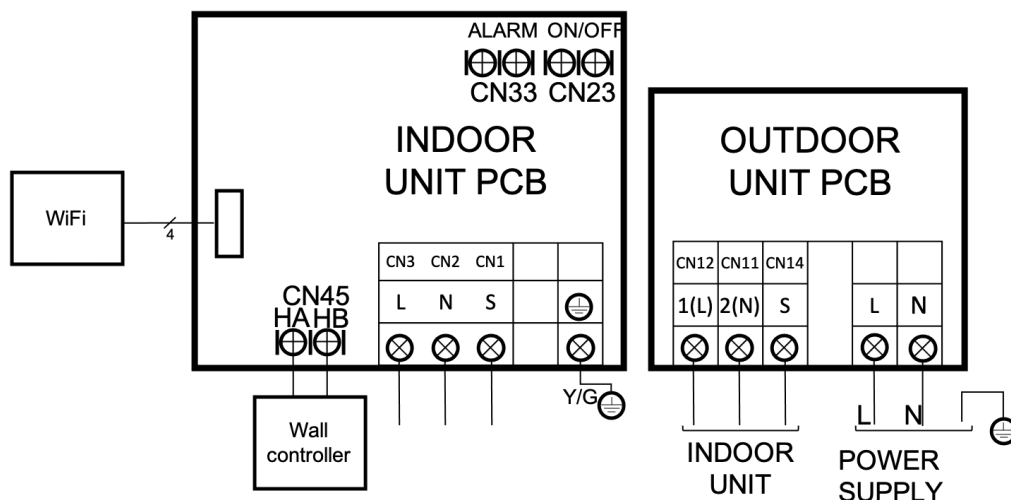 ALARM ON/OFF
CN33 CN23
INDOOR
UNIT PCB
WiFi
4
CN3 CN2 CN1
L N S
CN45
HA HB
Y/G
Wall
controller
OUTDOOR
UNIT PCB
CN12 CN11 CN14
1(L) 2(N) S L N
L N
INDOOR
UNIT
POWER
SUPPLY